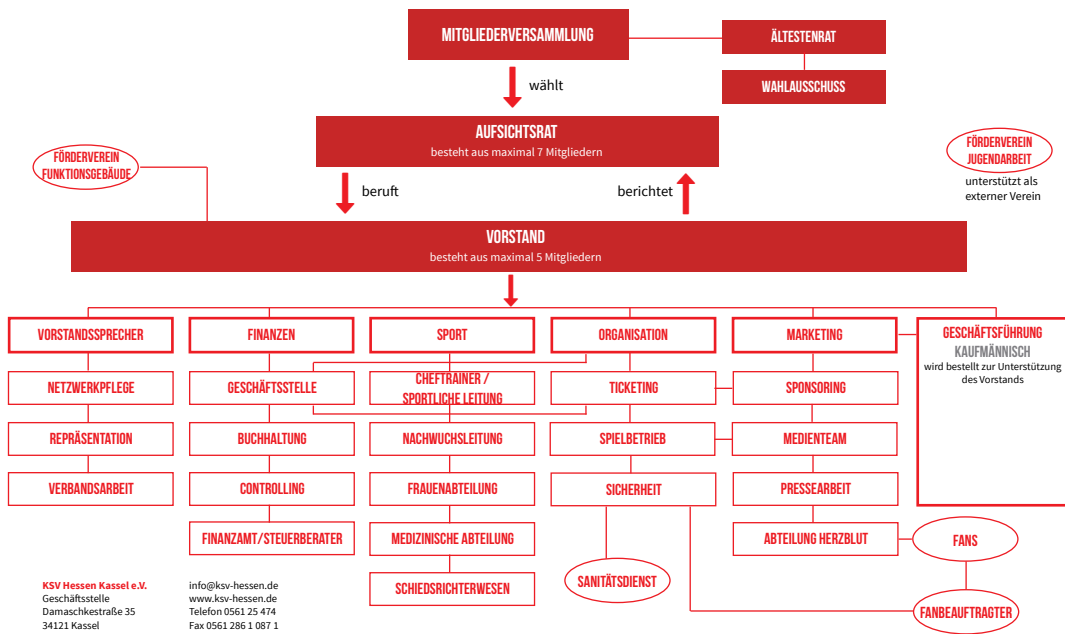 MITGLIEDERVERSAMMLUNG
ÄLTESTENRAT
WAHLAUSSCHUSS
wählt
AUFSICHTSRAT
besteht aus maximal 7 Mitgliedern
FÖRDERVEREIN
FUNKTIONSGEBÄUDE
FÖRDERVEREIN
JUGENDARBEIT
unterstützt als
externer Verein
beruft
berichtet
VORSTAND
besteht aus maximal 5 Mitgliedern
VORSTANDSSPRECHER
FINANZEN
SPORT
ORGANISATION
MARKETING
GESCHÄFTSFÜHRUNG
KAUFMÄNNISCH
wird bestellt zur Unterstützung
des Vorstands
NETZWERKPFLEGE
GESCHÄFTSSTELLE
CHEFTRAINER /
SPORTLICHE LEITUNG
TICKETING
SPONSORING
REPRÄSENTATION
BUCHHALTUNG
NACHWUCHSLEITUNG
SPIELBETRIEB
MEDIENTEAM
VERBANDSARBEIT
CONTROLLING
FRAUENABTEILUNG
SICHERHEIT
PRESSEARBEIT
FINANZAMT/STEUERBERATER
MEDIZINISCHE ABTEILUNG
ABTEILUNG HERZBLUT
FANS
SCHIEDSRICHTERWESEN
SANITÄTSDIENST
FANBEAUFTRAGTER
KSV Hessen Kassel e.V.
Geschäftsstelle
Damaschkestraße 35
34121 Kassel
info@ksv-hessen.de
www.ksv-hessen.de
Telefon 0561 25 474
Fax 0561 286 1 087 1